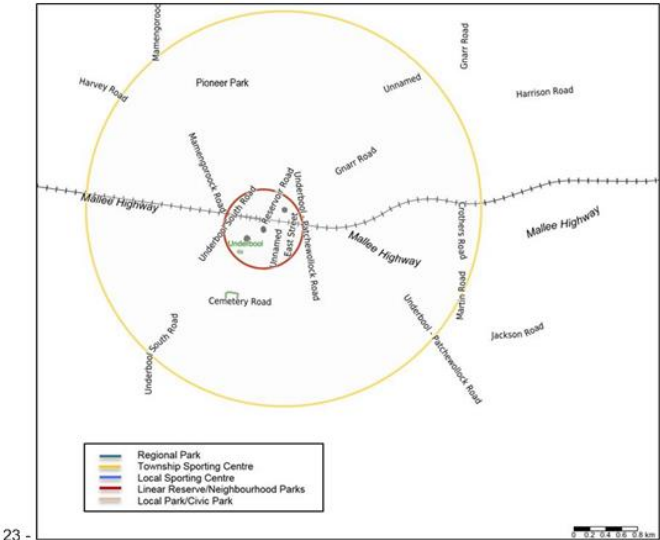 Mamengoroock
Gnarr Road
Harvey Road
Pioneer Park
Unnamed
Harrison Road
Mamengoroock Road
Gnarr Road
Reservoir Road
Underbool - Patchewollock Road
Underbool South Road
Mallee Highway
Underbool
Unnamed
East Street
Mallee Highway
Crothers Road
Mallee Highway
Martin Road
Cemetery Road
Underbool South Road
Underbool - Patchewollock Road
Jackson Road
Regional Park
Township Sporting Centre
Local Sporting Centre
Linear Reserve/Neighbourhood Parks
Local Park/Civic Park
23 -
0 0.2 0.4 0.6 0.8 km